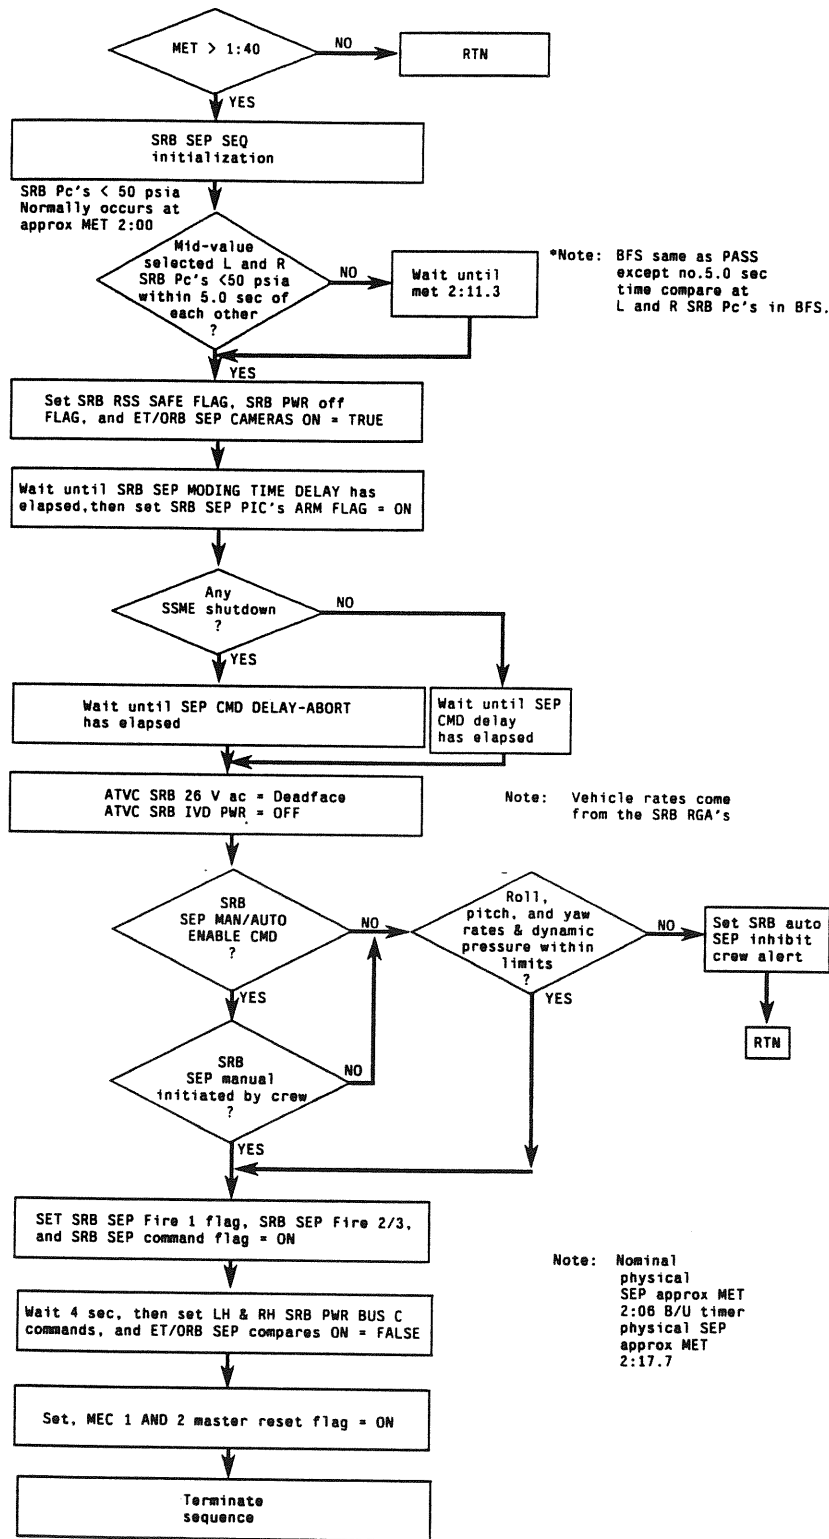 MET > 1:40
NO
RTN
YES
SRB SEP SEQ
initialization
SRB Pc's < 50 psia
Normally occurs at
approx MET 2:00
Mid-value
selected L and R
SRB Pc's <50 psia
within 5.0 sec of
each other
?
NO
Wait until
met 2:11.3
*Note: BFS same as PASS
except no.5.0 sec
time compare at
L and R SRB Pc's in BFS.
YES
Set SRB RSS SAFE FLAG, SRB PWR off
FLAG, and ET/ORB SEP CAMERAS ON = TRUE
Wait until SRB SEP MODING TIME DELAY has
elapsed,then set SRB SEP PIC's ARM FLAG = ON
Any
SSME shutdown
?
NO
YES
Wait until SEP CMD DELAY-ABORT
has elapsed
Wait until SEP
CMD delay
has elapsed
ATVC SRB 26 V ac = Deadface
ATVC SRB IVD PWR = OFF
Note: Vehicle rates come
from the SRB RGA's
SRB
SEP MAN/AUTO
ENABLE CMD
?
NO
Roll,
pitch, and yaw
rates & dynamic
pressure within
limits
?
NO
Set SRB auto
SEP inhibit
crew alert
YES
YES
RTN
SRB
SEP manual
initiated by crew
?
NO
YES
SET SRB SEP Fire 1 flag, SRB SEP Fire 2/3,
and SRB SEP command flag = ON
Note: Nominal
physical
SEP approx MET
2:06 B/U timer
physical SEP
approx MET
2:17.7
Wait 4 sec, then set LH & RH SRB PWR BUS C
commands, and ET/ORB SEP compares ON = FALSE
Set, MEC 1 AND 2 master reset flag = ON
Terminate
sequence